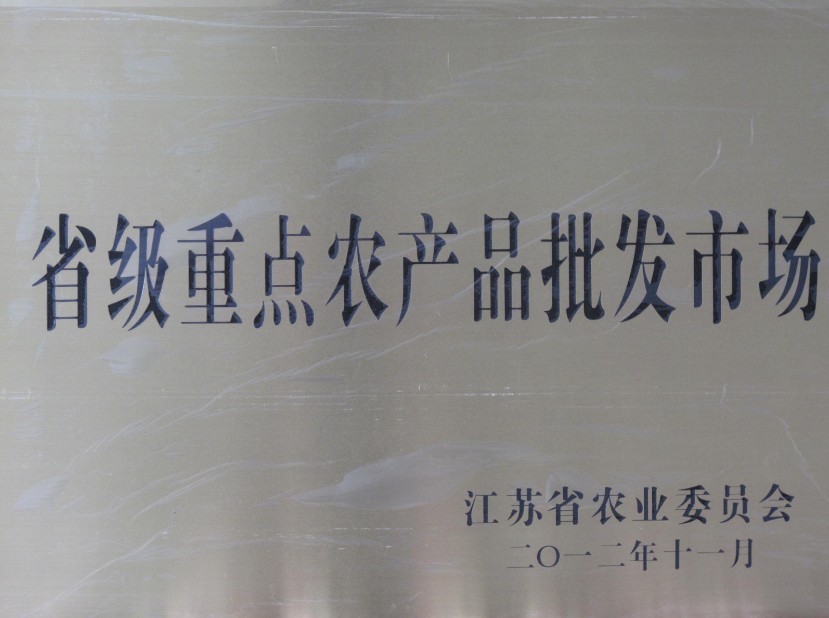 省级重点农产品批发市场
江苏省农业委员会
二〇一二年十一月